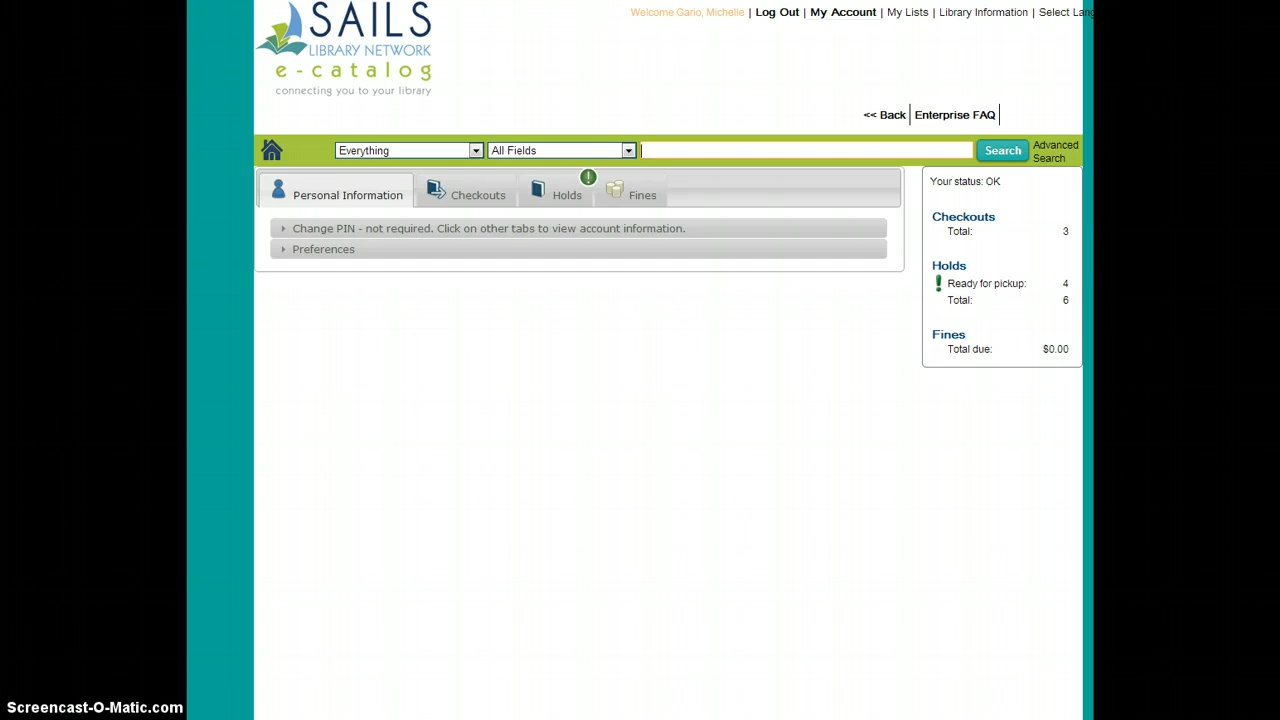 SAILS
LIBRARY NETWORK
e-catalog
connecting you to your library
Welcome Gario, Michelle | Log Out | My Account | My Lists | Library Information | Select Lang
<< Back | Enterprise FAQ |
Everything All Fields Search Advanced Search
Personal Information Checkouts Holds Fines
Change PIN - not required. Click on other tabs to view account information.
Preferences
Your status: OK
Checkouts
Total: 3
Holds
Ready for pickup: 4
Total: 6
Fines
Total due: $0.00
Screencast-O-Matic.com